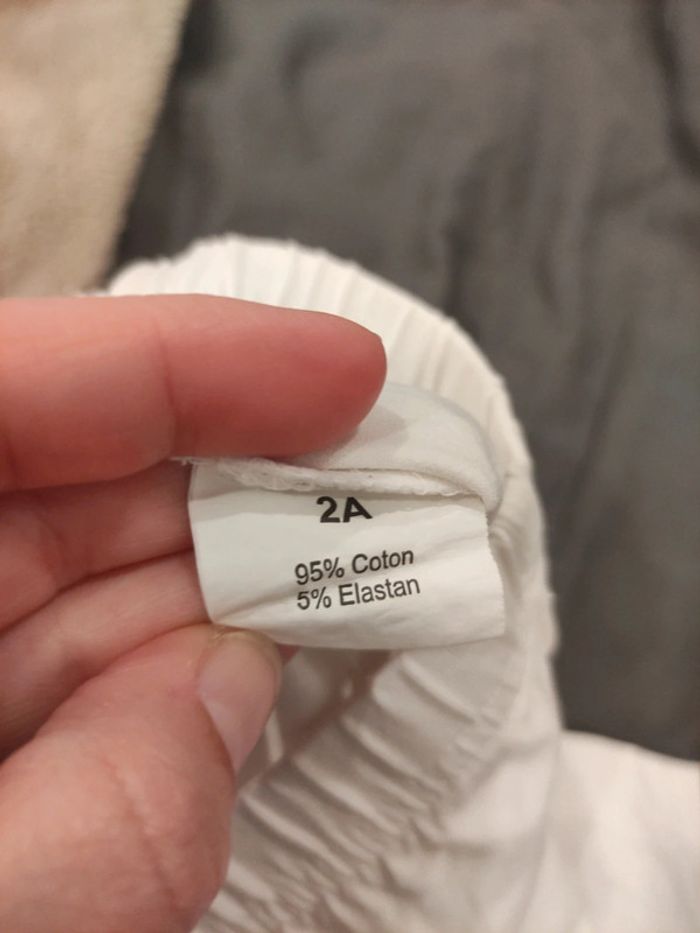 2A
95% Coton
5% Elastan